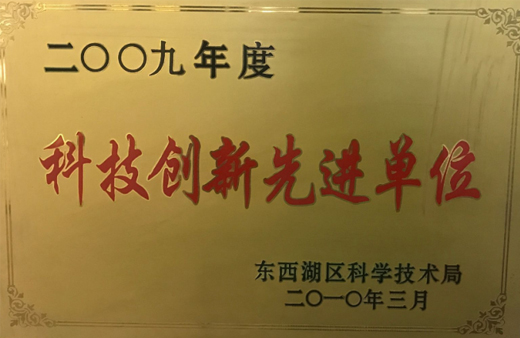 二〇〇九年度
科技创新先进单位
东西湖区科学技术局
二〇一〇年三月